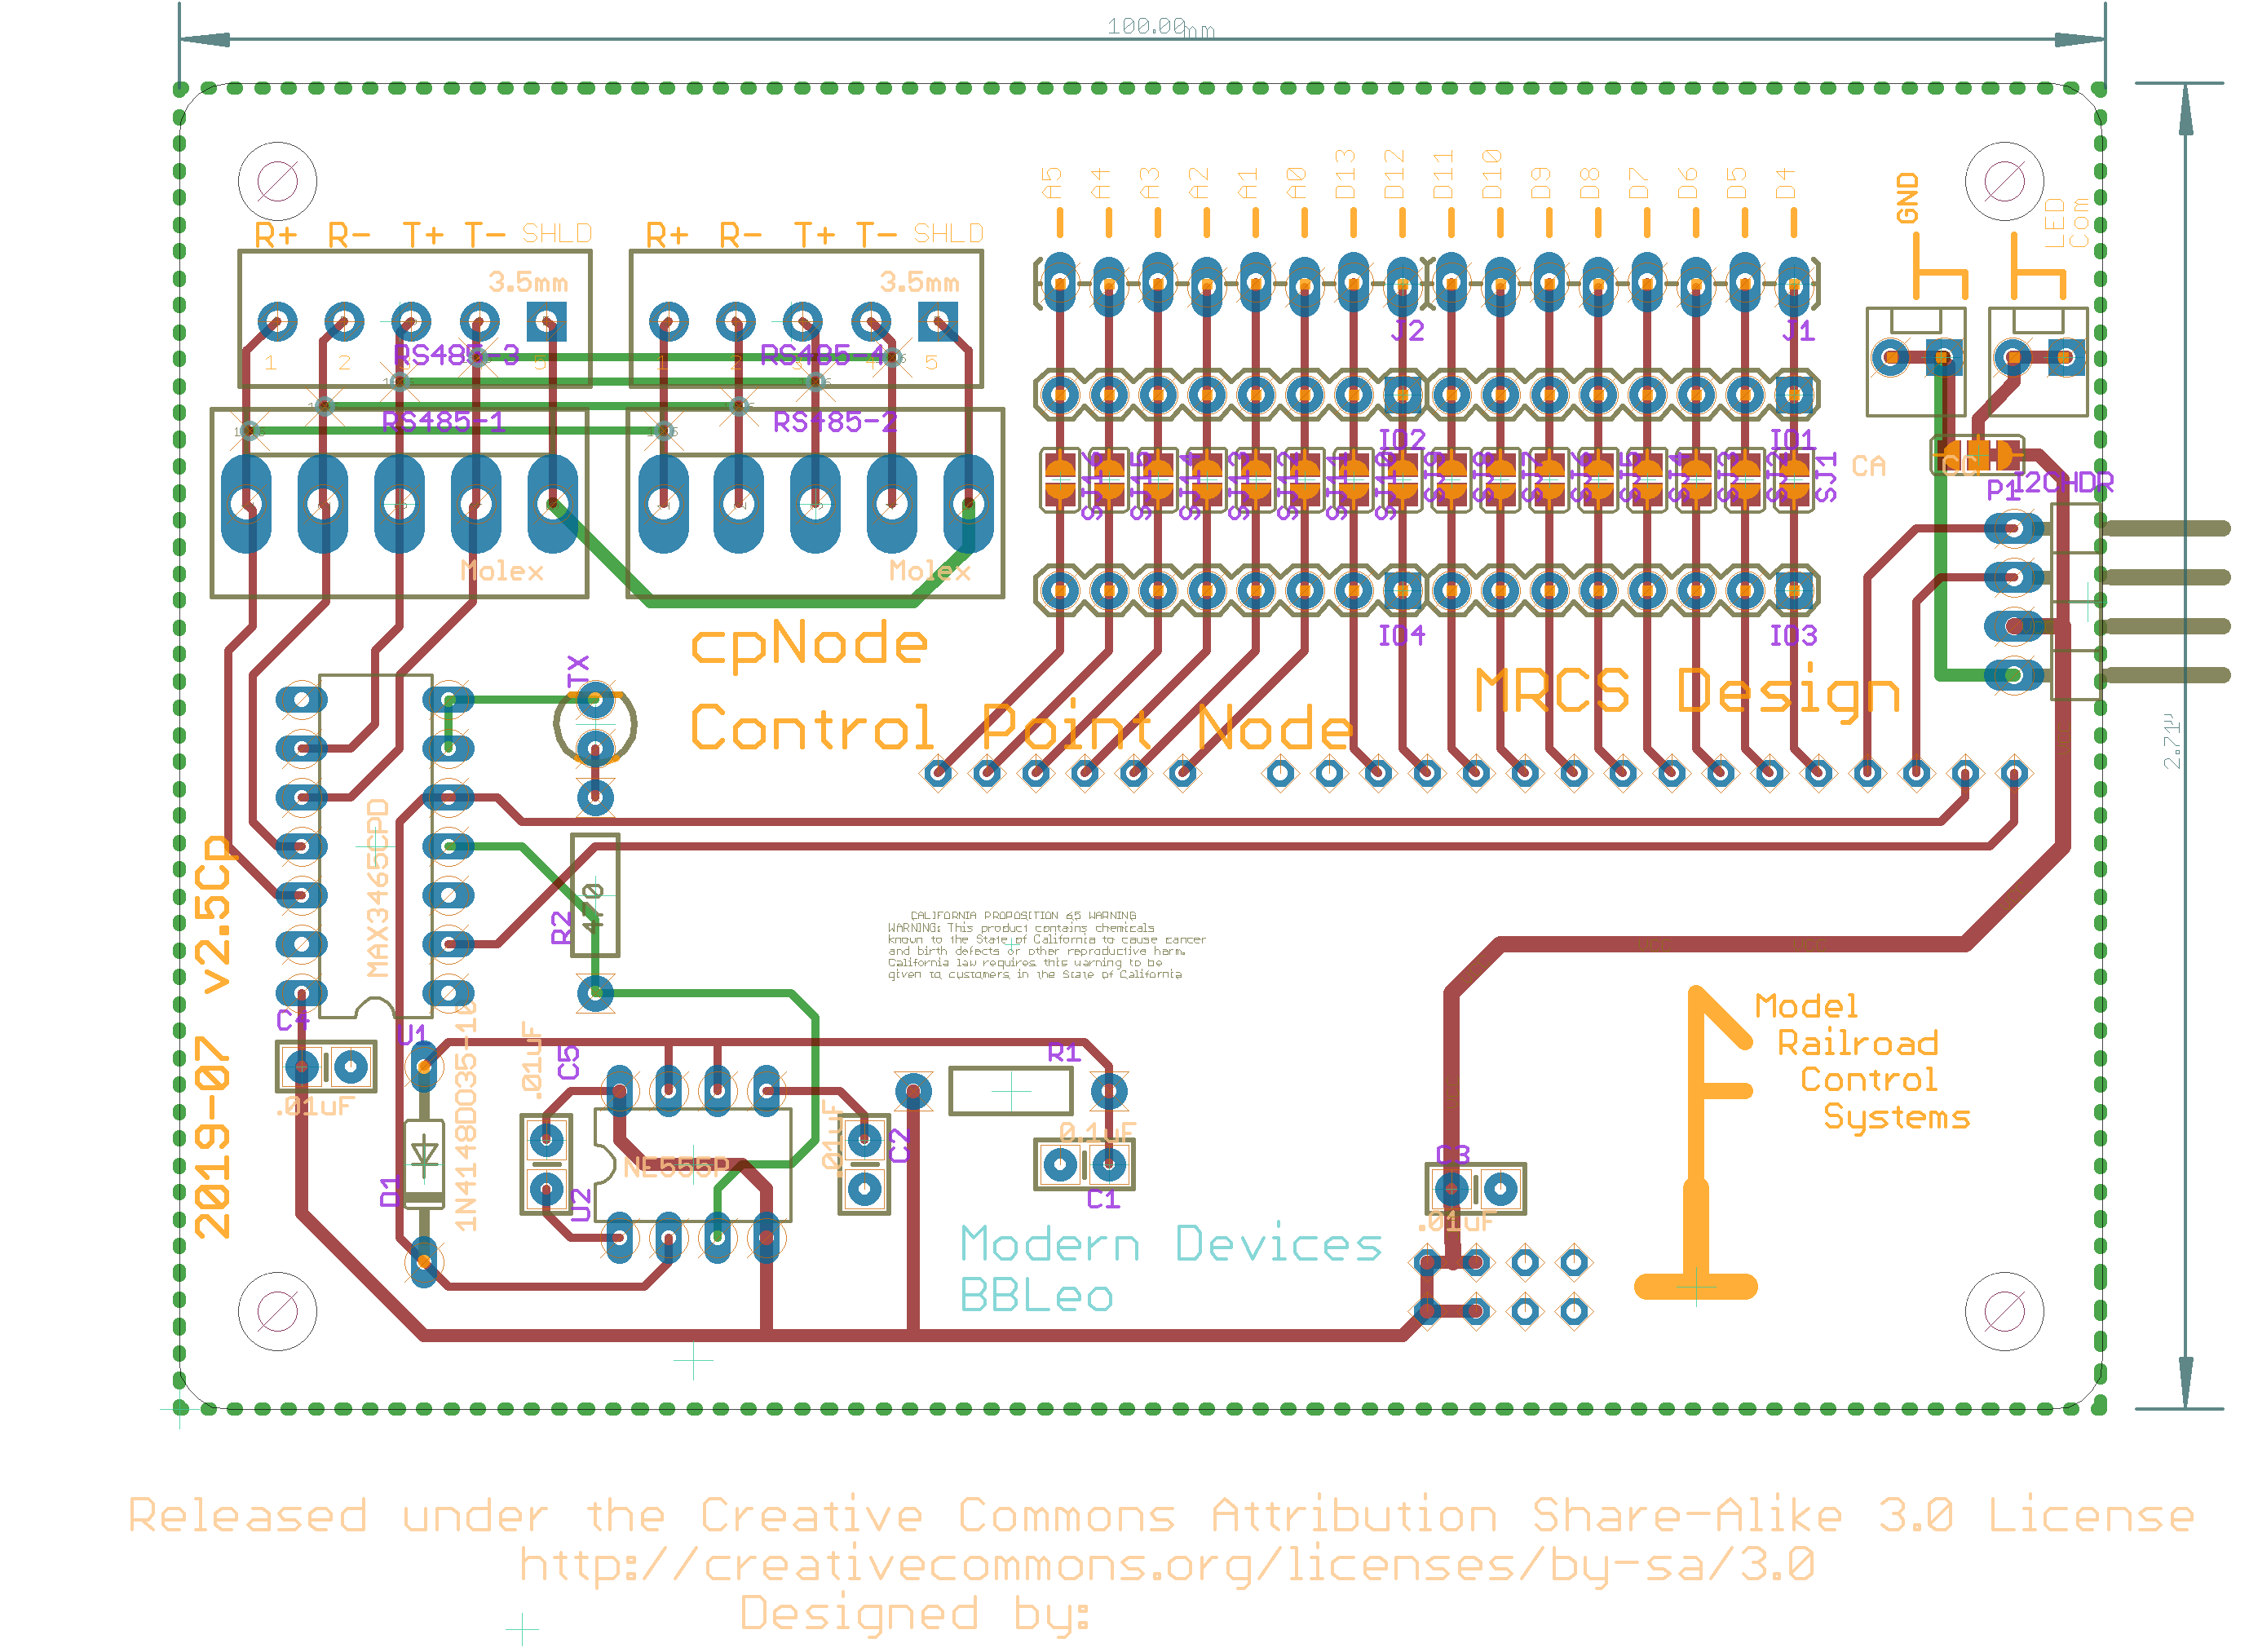 100.00mm
A5 A4 A3 A2 A1 A0 D13 D12 D11 D10 D9 D8 D7 D6 D5 D4
GND
LED
Com
R+ R- T+ T- SHLD
R+ R- T+ T- SHLD
3.5mm
3.5mm
J2
J1
RS485-3
RS485-4
1 2 5
5
RS485-1
RS485-2
IO2
IO1
SJ1
CA
CC
P1
I2CHDR
Molex
Molex
IO4
IO3
cpNode
Control Point Node
MRCS Design
TX
2.71"
MAX3465CPD
v2.5CP
2019-07
470
R2
CALIFORNIA PROPOSITION 65 WARNING
WARNING: This product contains chemicals
known to the State of California to cause cancer
and birth defects or other reproductive harm.
California law requires this warning to be
given to customers in the State of California
Model
Railroad
Control
Systems
C4
U1
.01uF
1N4148DO35-10
D1
.01uF
C5
U2
NE555P
.01uF
C2
R1
0.1uF
C1
C3
.01uF
Modern Devices
BBLeo
Released under the Creative Commons Attribution Share-Alike 3.0 License
http://creativecommons.org/licenses/by-sa/3.0
Designed by: